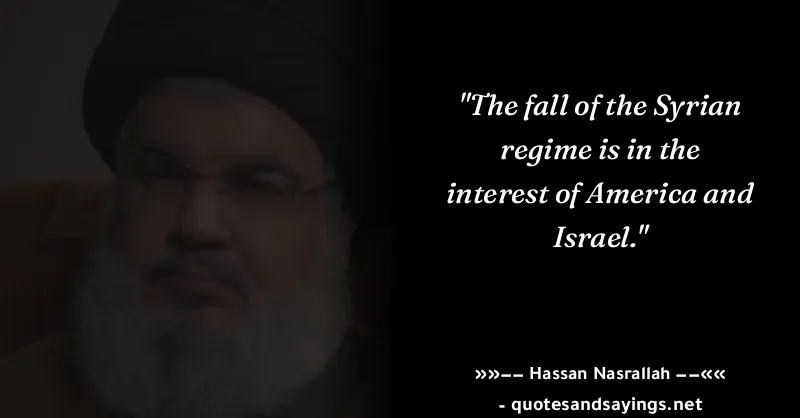 "The fall of the Syrian
regime is in the
interest of America and
Israel."
»»−− Hassan Nasrallah −−««
- quotesandsayings.net